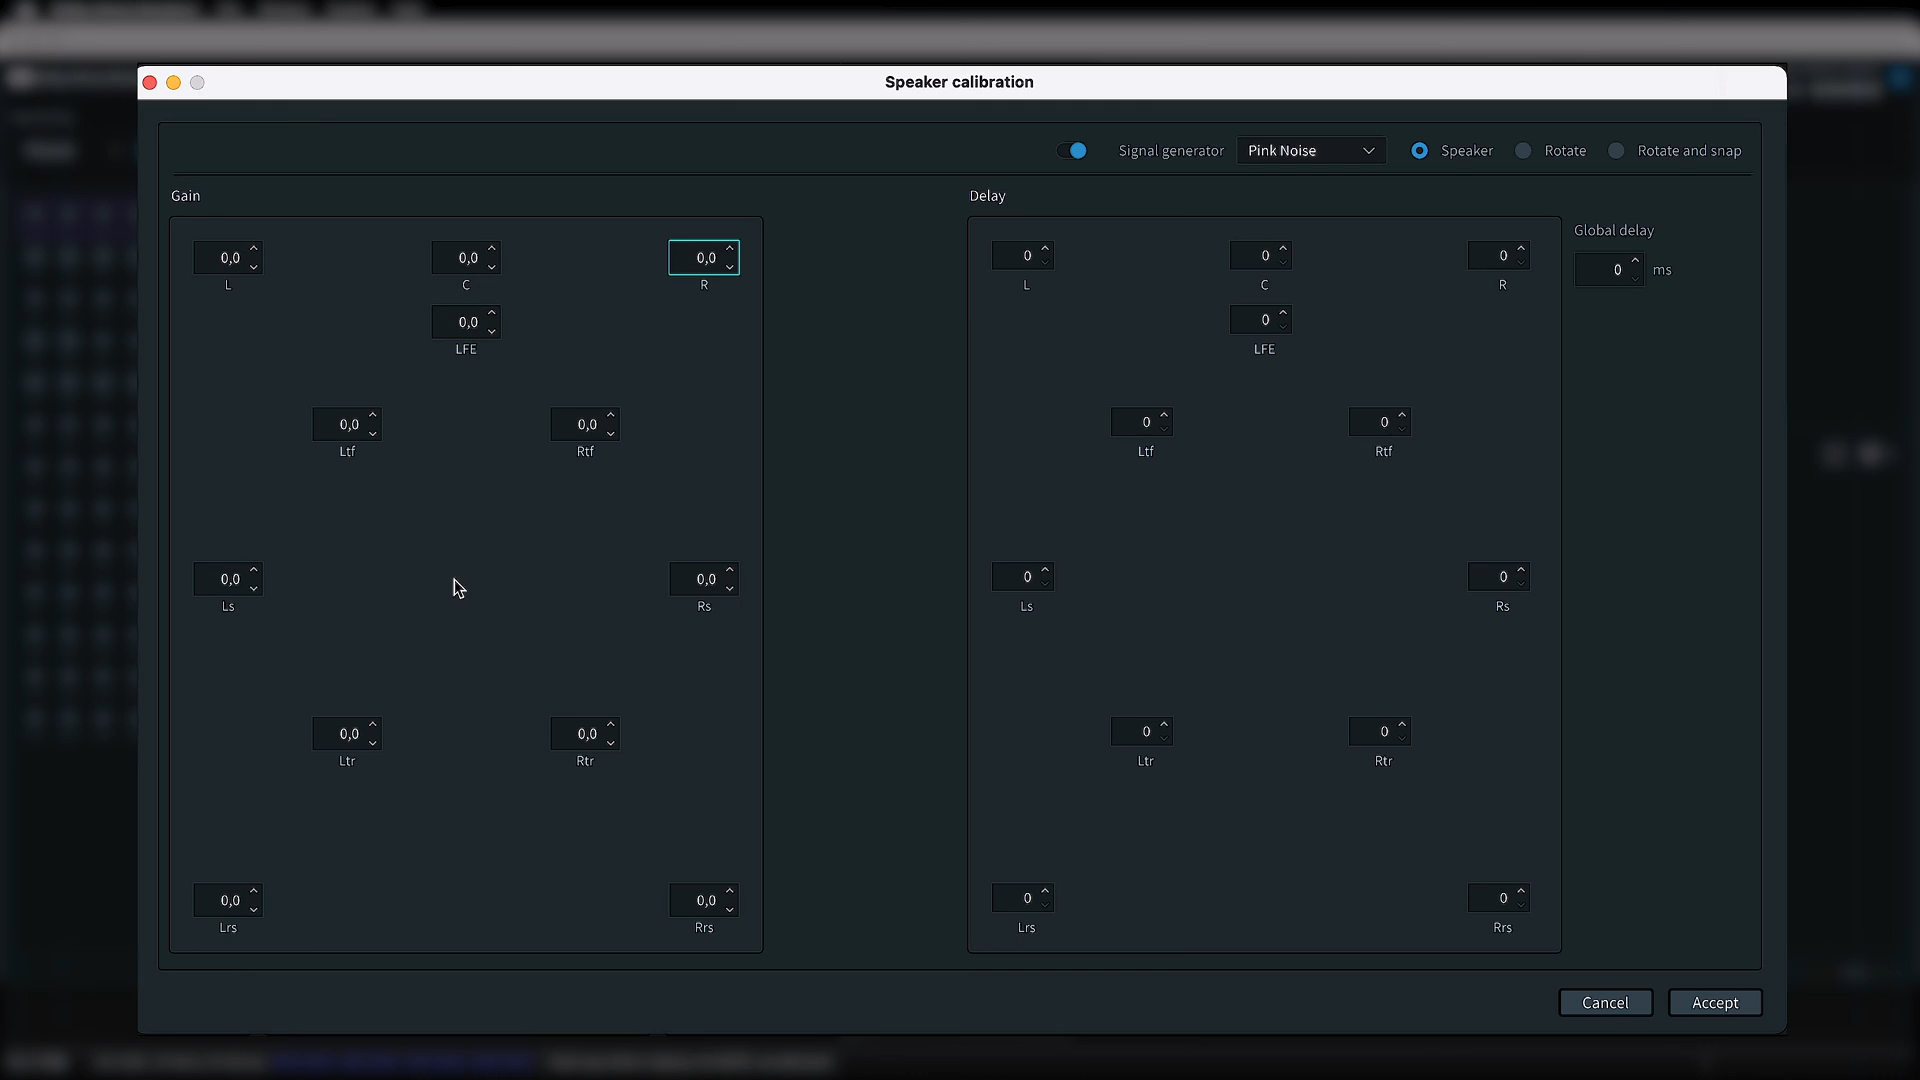 Speaker calibration
Signal generator Pink Noise Speaker Rotate Rotate and snap
Gain
0,0 0,0 0,0
L C R
0,0
LFE
0,0 0,0
Ltf Rtf
0,0 0,0
Ls Rs
0,0 0,0
Ltr Rtr
0,0 0,0
Lrs Rrs
Delay
0 0 0
L C R
0
LFE
0 0
Ltf Rtf
0 0
Ls Rs
0 0
Ltr Rtr
0 0
Lrs Rrs
Global delay
0 ms
Cancel Accept